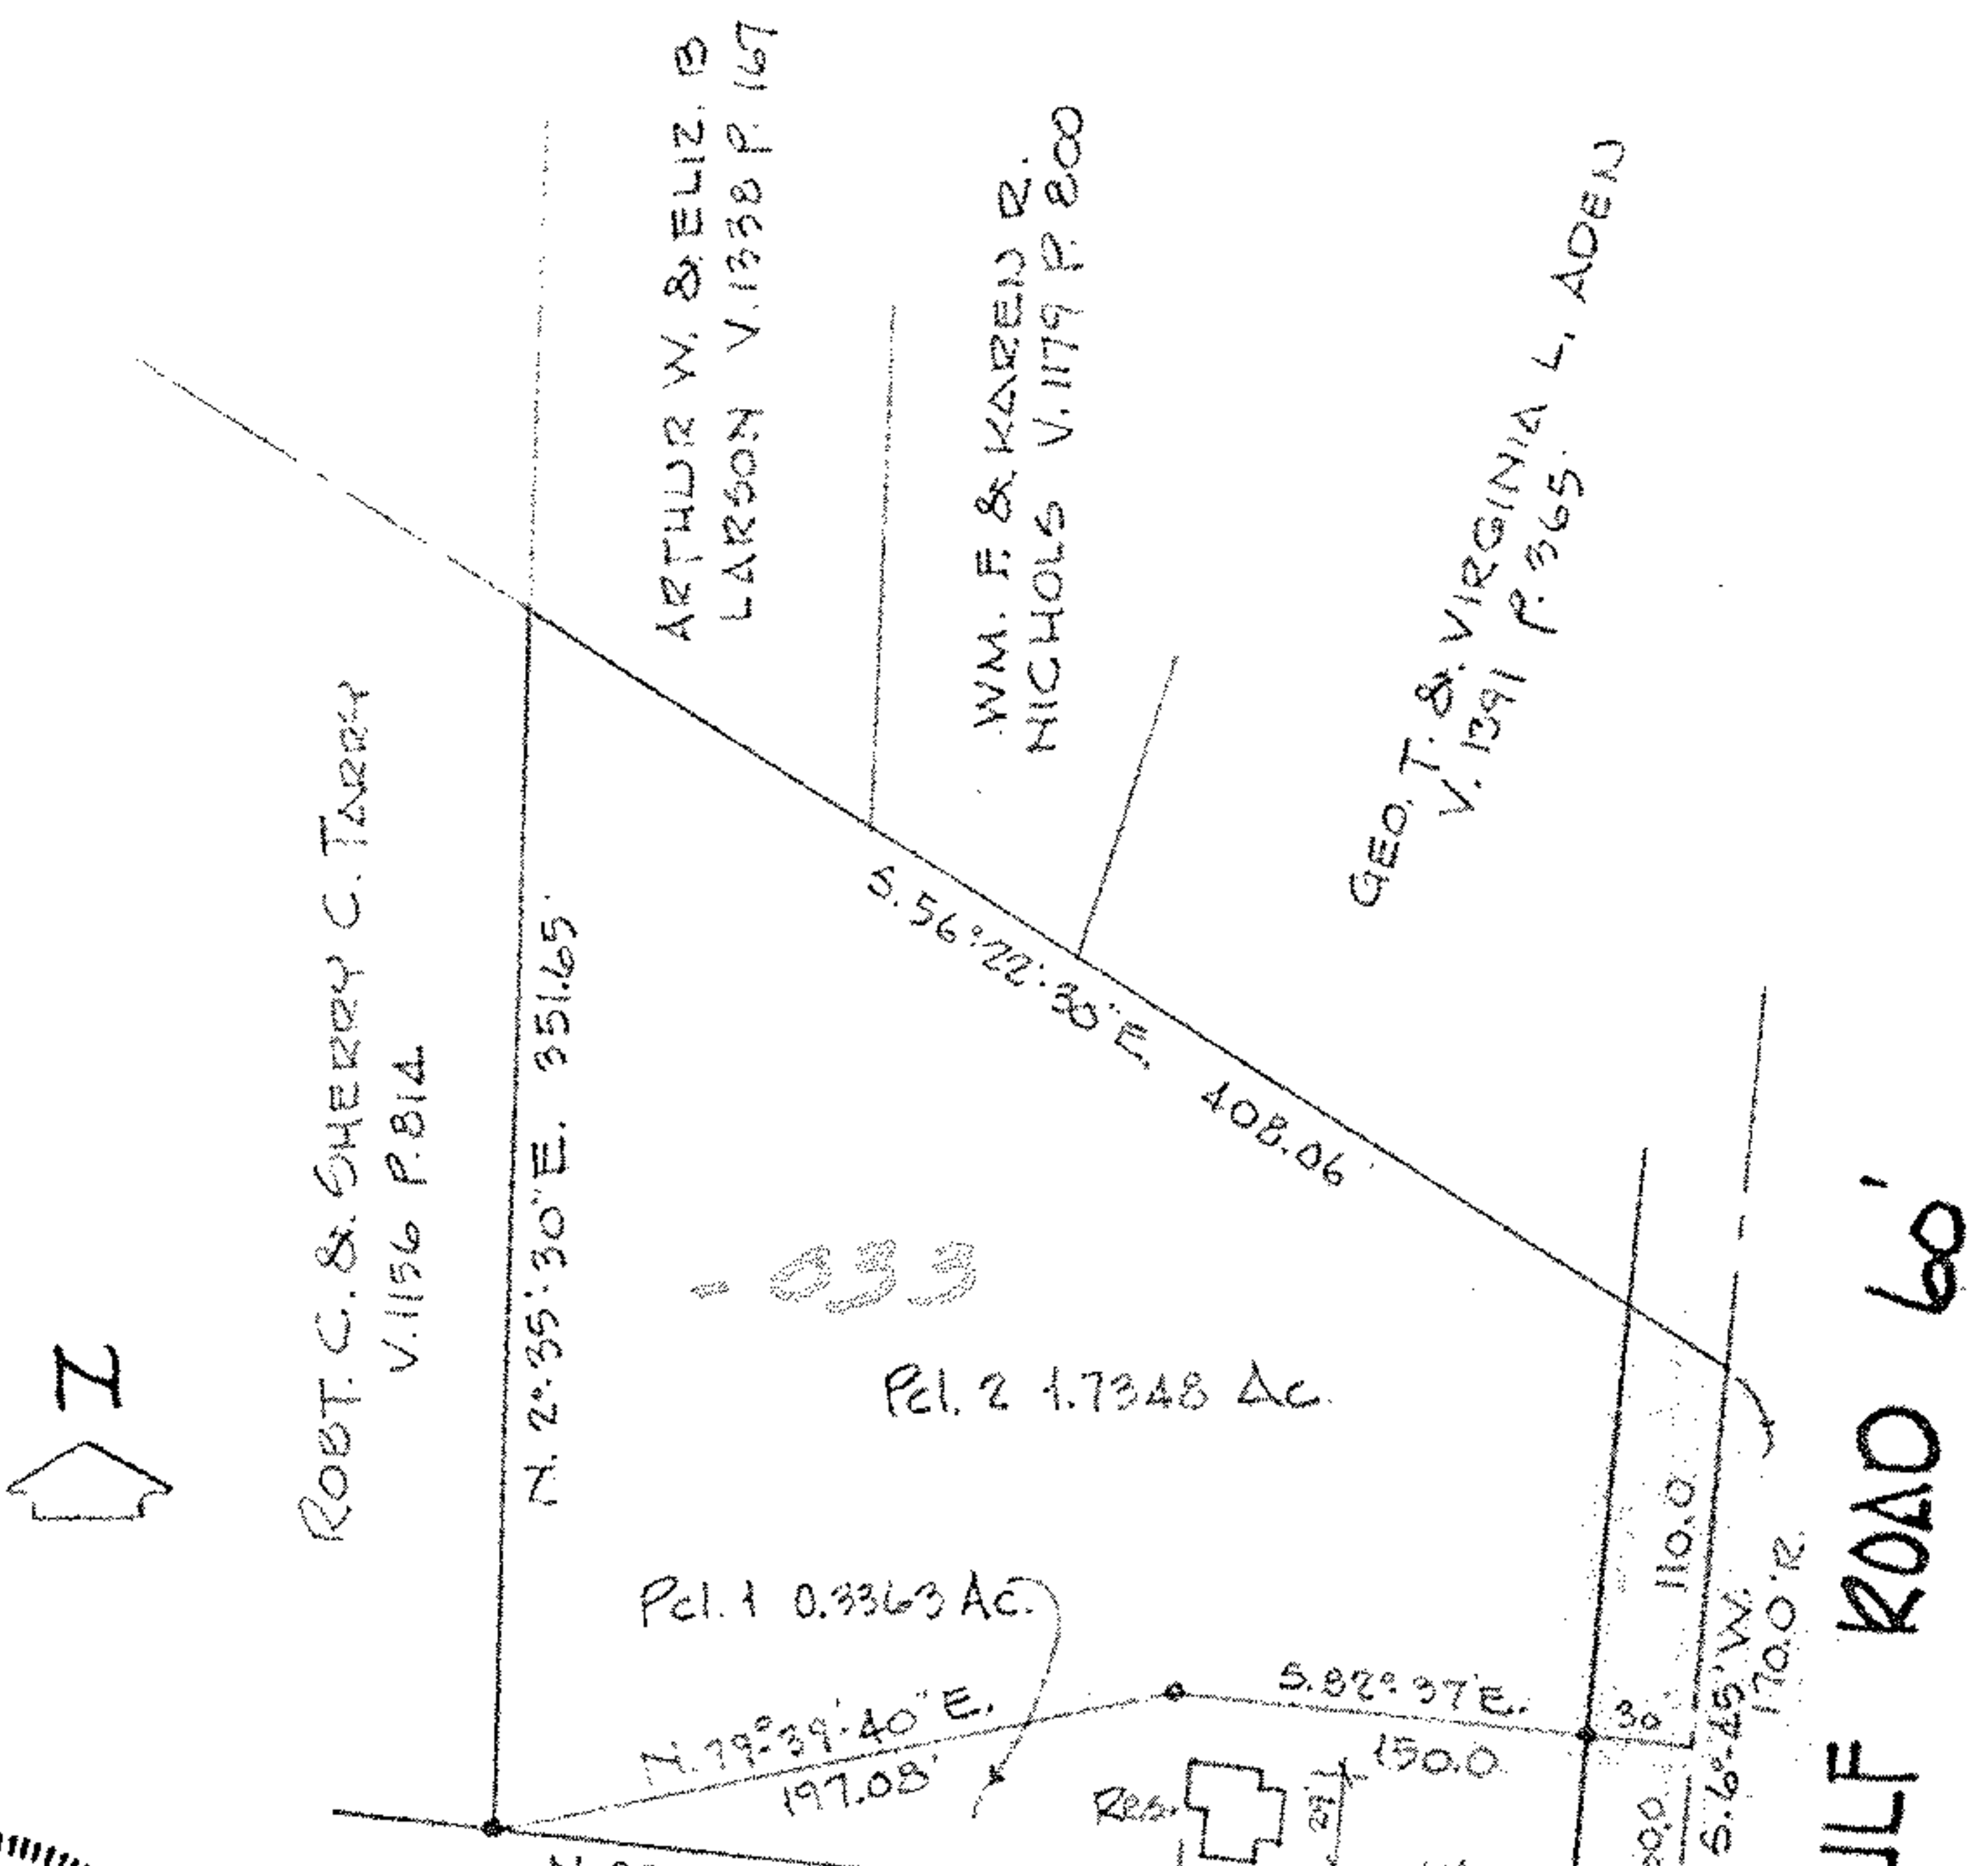 ARTHUR W. & ELIZ. B
LARSON V.1338 P. 167
WM. F. & KAREN R.
NICHOLS V.1179 P. 200
GEO. T. & VIRGINIA L. ADEN
V. 1391 P. 365.
ROBT. C. & SHERRY C. TARRY
V.1156 P.814
N
N. 2°-35'-30" E. 351.65'
S. 56°-22'-30" E. 408.06'
- 033
Pcl. 2 1.7348 Ac.
Pcl. 1 0.3363 Ac.
N. 79°-39'-40" E.
197.08'
S. 82°-37' E.
150.0
30
110.0
S. 6°-45' W.
170.0' R.
Res.
ROAD 60'